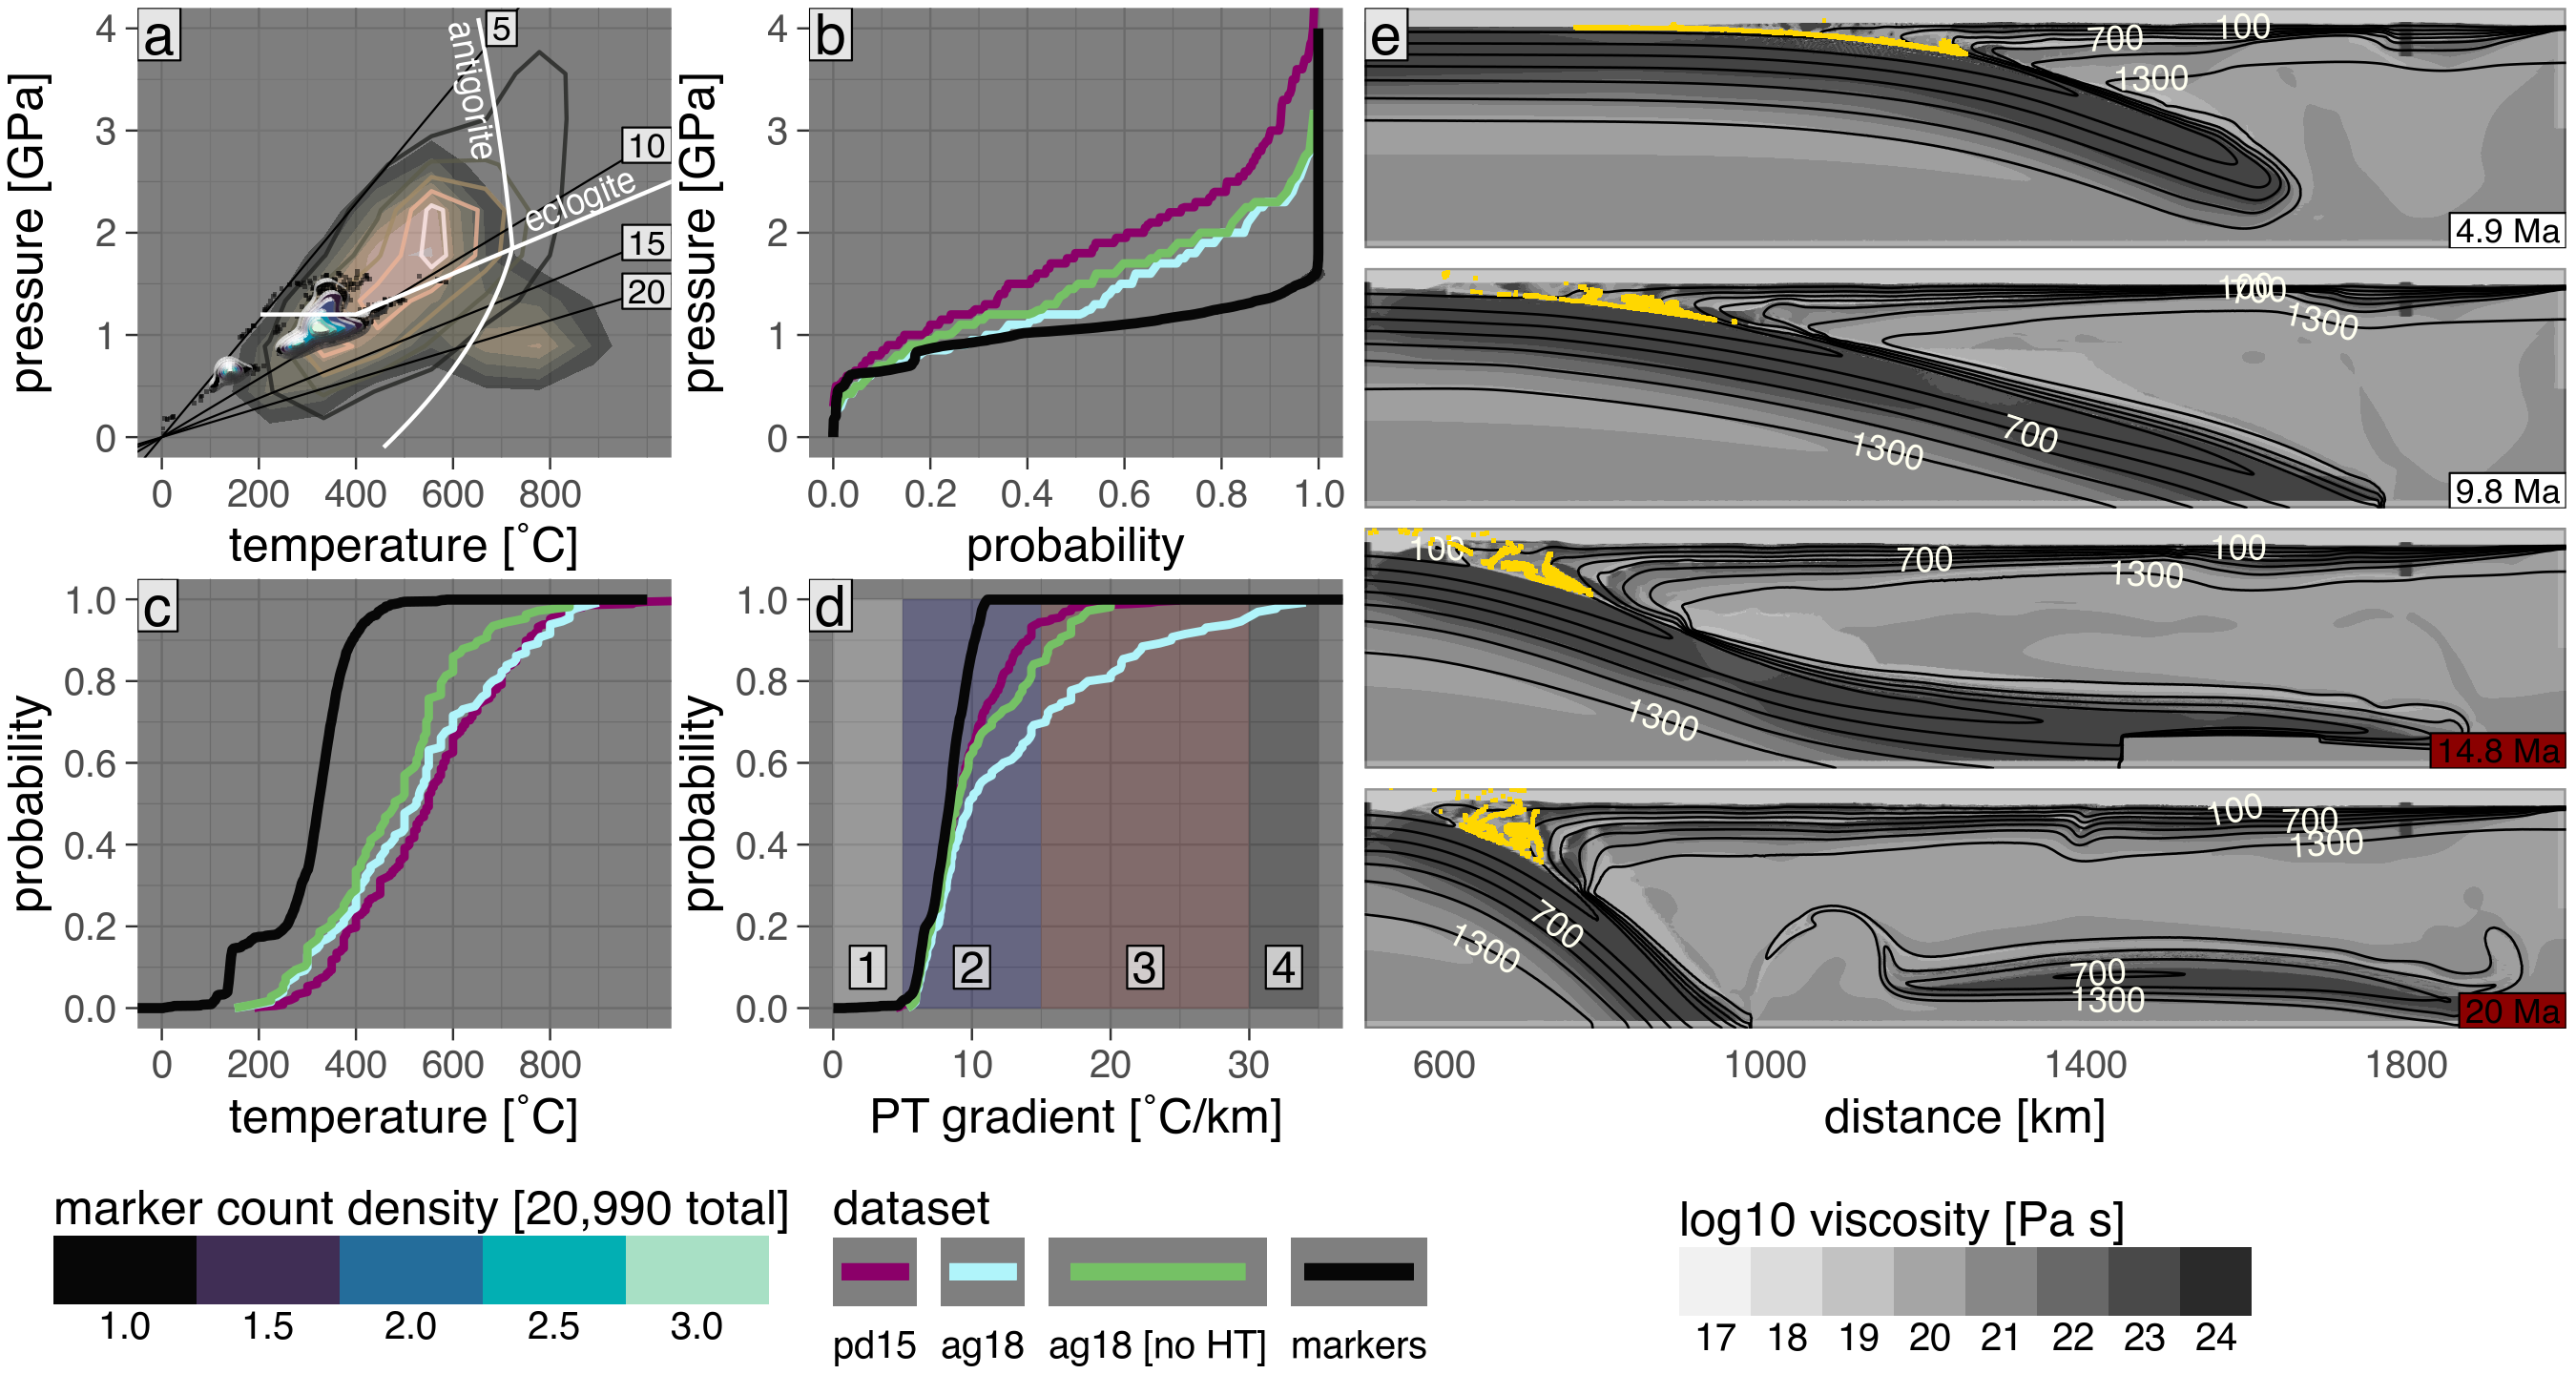 a
pressure [GPa]
4
3
2
1
0
antigorite
eclogite
5
10
15
20
0 200 400 600 800
temperature [˚C]
b
pressure [GPa]
4
3
2
1
0
0.0 0.2 0.4 0.6 0.8 1.0
probability
c
probability
1.0
0.8
0.6
0.4
0.2
0.0
0 200 400 600 800
temperature [˚C]
d
probability
1.0
0.8
0.6
0.4
0.2
0.0
1 2 3 4
0 10 20 30
PT gradient [˚C/km]
e
100
700
1300
4.9 Ma
100
1300
700
1300
9.8 Ma
100
700
100
1300
1300
14.8 Ma
100
700
1300
700
1300
700
1300
20 Ma
600 1000 1400 1800
distance [km]
marker count density [20,990 total]
1.0 1.5 2.0 2.5 3.0
dataset
pd15 ag18 ag18 [no HT] markers
log10 viscosity [Pa s]
17 18 19 20 21 22 23 24